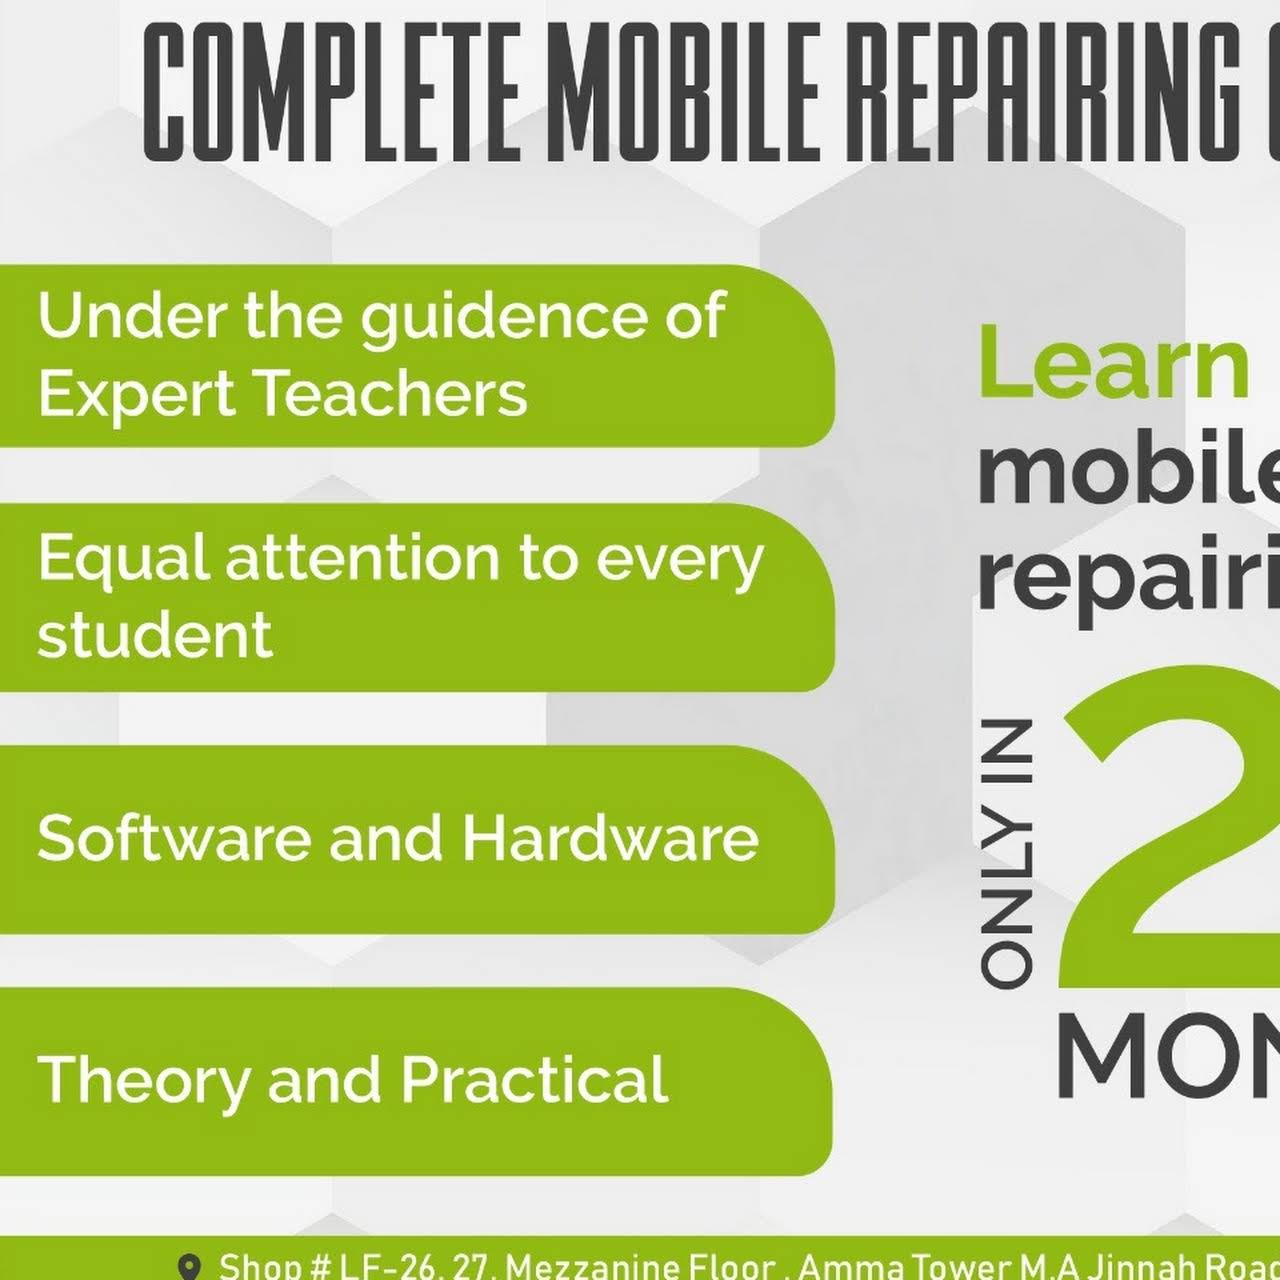 COMPLETE MOBILE REPAIRING
Under the guidence of
Expert Teachers
Equal attention to every
student
Software and Hardware
Theory and Practical
Learn
mobile
repairi
ONLY IN
2
MON
Shop # LF-26, 27, Mezzanine Floor , Amma Tower M.A Jinnah Road